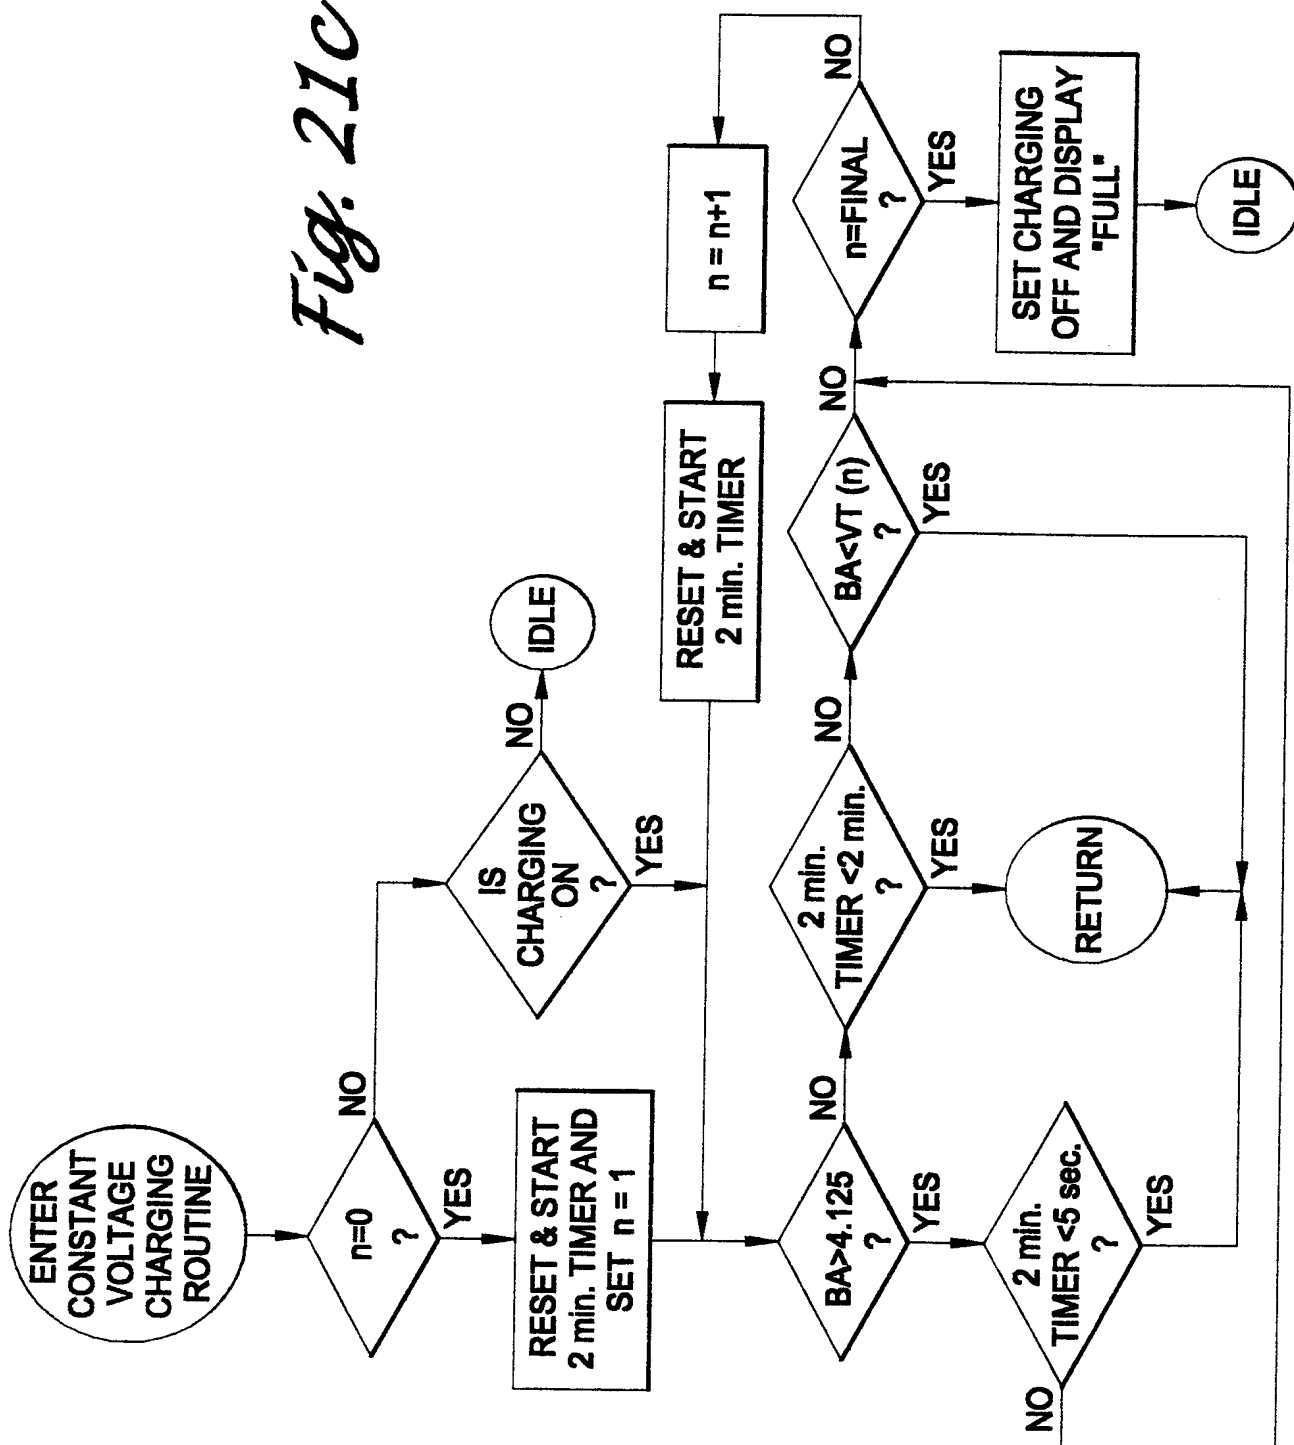 Fig. 21c
ENTER
CONSTANT
VOLTAGE
CHARGING
ROUTINE
n=0
?
NO
YES
IS
CHARGING
ON
?
NO
YES
IDLE
RESET & START
2 min. TIMER AND
SET n = 1
RESET & START
2 min. TIMER
n = n+1
BA>4.125
?
NO
YES
2 min.
TIMER <2 min.
?
NO
YES
BA<VT (n)
?
NO
YES
n=FINAL
?
NO
YES
2 min.
TIMER <5 sec.
?
NO
YES
RETURN
SET CHARGING
OFF AND DISPLAY
"FULL"
IDLE